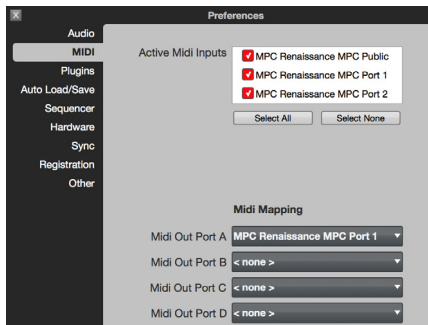 X
Preferences
Audio
MIDI
Plugins
Auto Load/Save
Sequencer
Hardware
Sync
Registration
Other
Active Midi Inputs
MPC Renaissance MPC Public
MPC Renaissance MPC Port 1
MPC Renaissance MPC Port 2
Select All
Select None
Midi Mapping
Midi Out Port A MPC Renaissance MPC Port 1
Midi Out Port B < none >
Midi Out Port C < none >
Midi Out Port D < none >